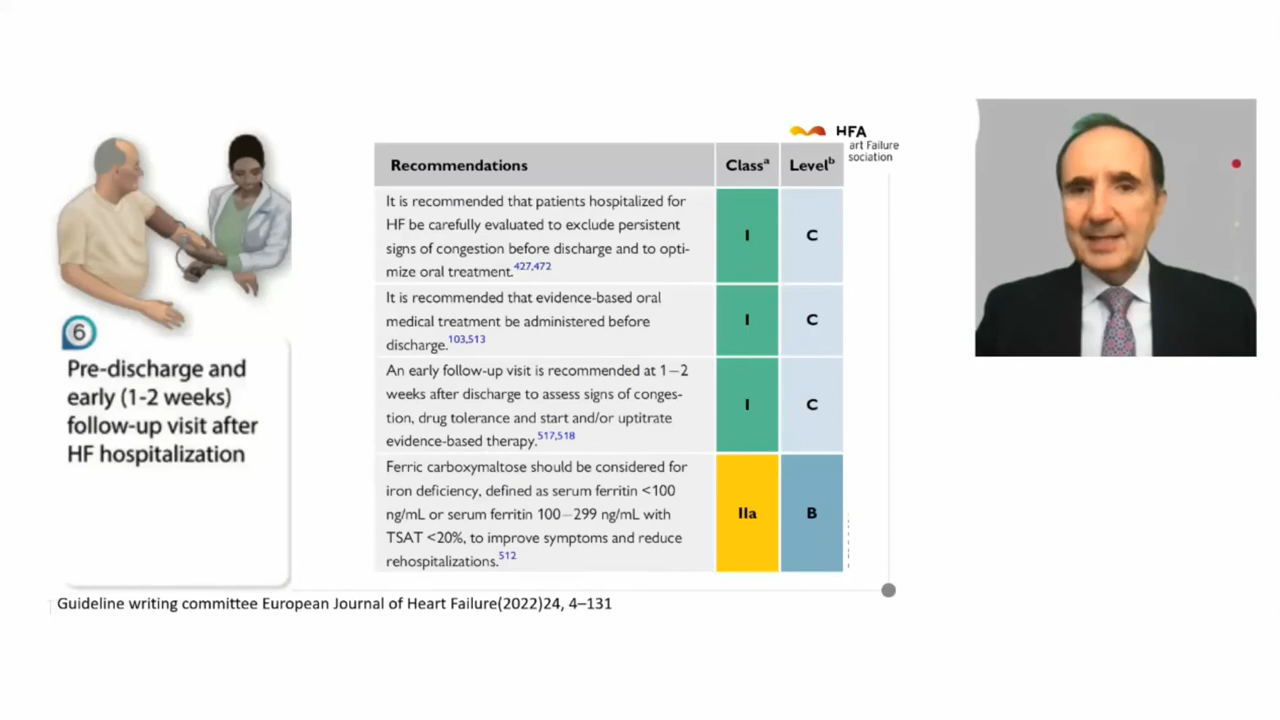 HFA
art Failure
sociation
Recommendations Classᵃ Levelᵇ
It is recommended that patients hospitalized for
HF be carefully evaluated to exclude persistent
signs of congestion before discharge and to opti-
mize oral treatment.427,472
I C
It is recommended that evidence-based oral
medical treatment be administered before
discharge.103,513
I C
An early follow-up visit is recommended at 1–2
weeks after discharge to assess signs of conges-
tion, drug tolerance and start and/or uptitrate
evidence-based therapy.517,518
I C
Ferric carboxymaltose should be considered for
iron deficiency, defined as serum ferritin <100
ng/mL or serum ferritin 100–299 ng/mL with
TSAT <20%, to improve symptoms and reduce
rehospitalizations.512
IIa B
6
Pre-discharge and
early (1-2 weeks)
follow-up visit after
HF hospitalization
Guideline writing committee European Journal of Heart Failure(2022)24, 4–131